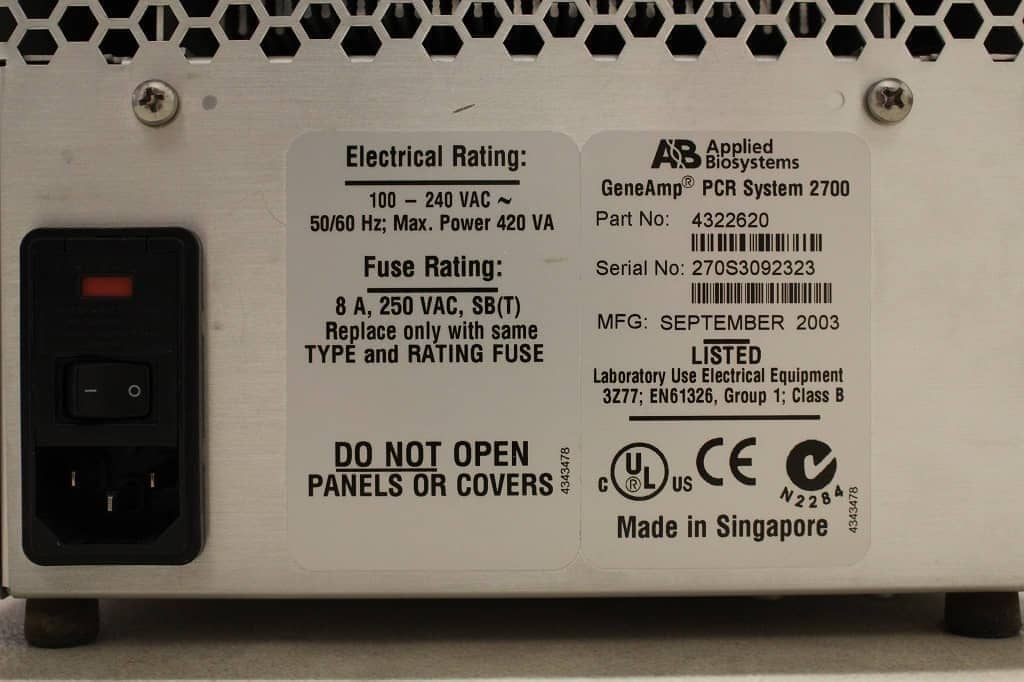 Electrical Rating:
100 – 240 VAC ~
50/60 Hz; Max. Power 420 VA
Fuse Rating:
8 A, 250 VAC, SB(T)
Replace only with same
TYPE and RATING FUSE
DO NOT OPEN
PANELS OR COVERS
4343478
AB Applied
Biosystems
GeneAmp® PCR System 2700
Part No: 4322620
Serial No: 270S3092323
MFG: SEPTEMBER 2003
LISTED
Laboratory Use Electrical Equipment
3Z77; EN61326, Group 1; Class B
C UL ® US CE
N2284
Made in Singapore
4343478
– O